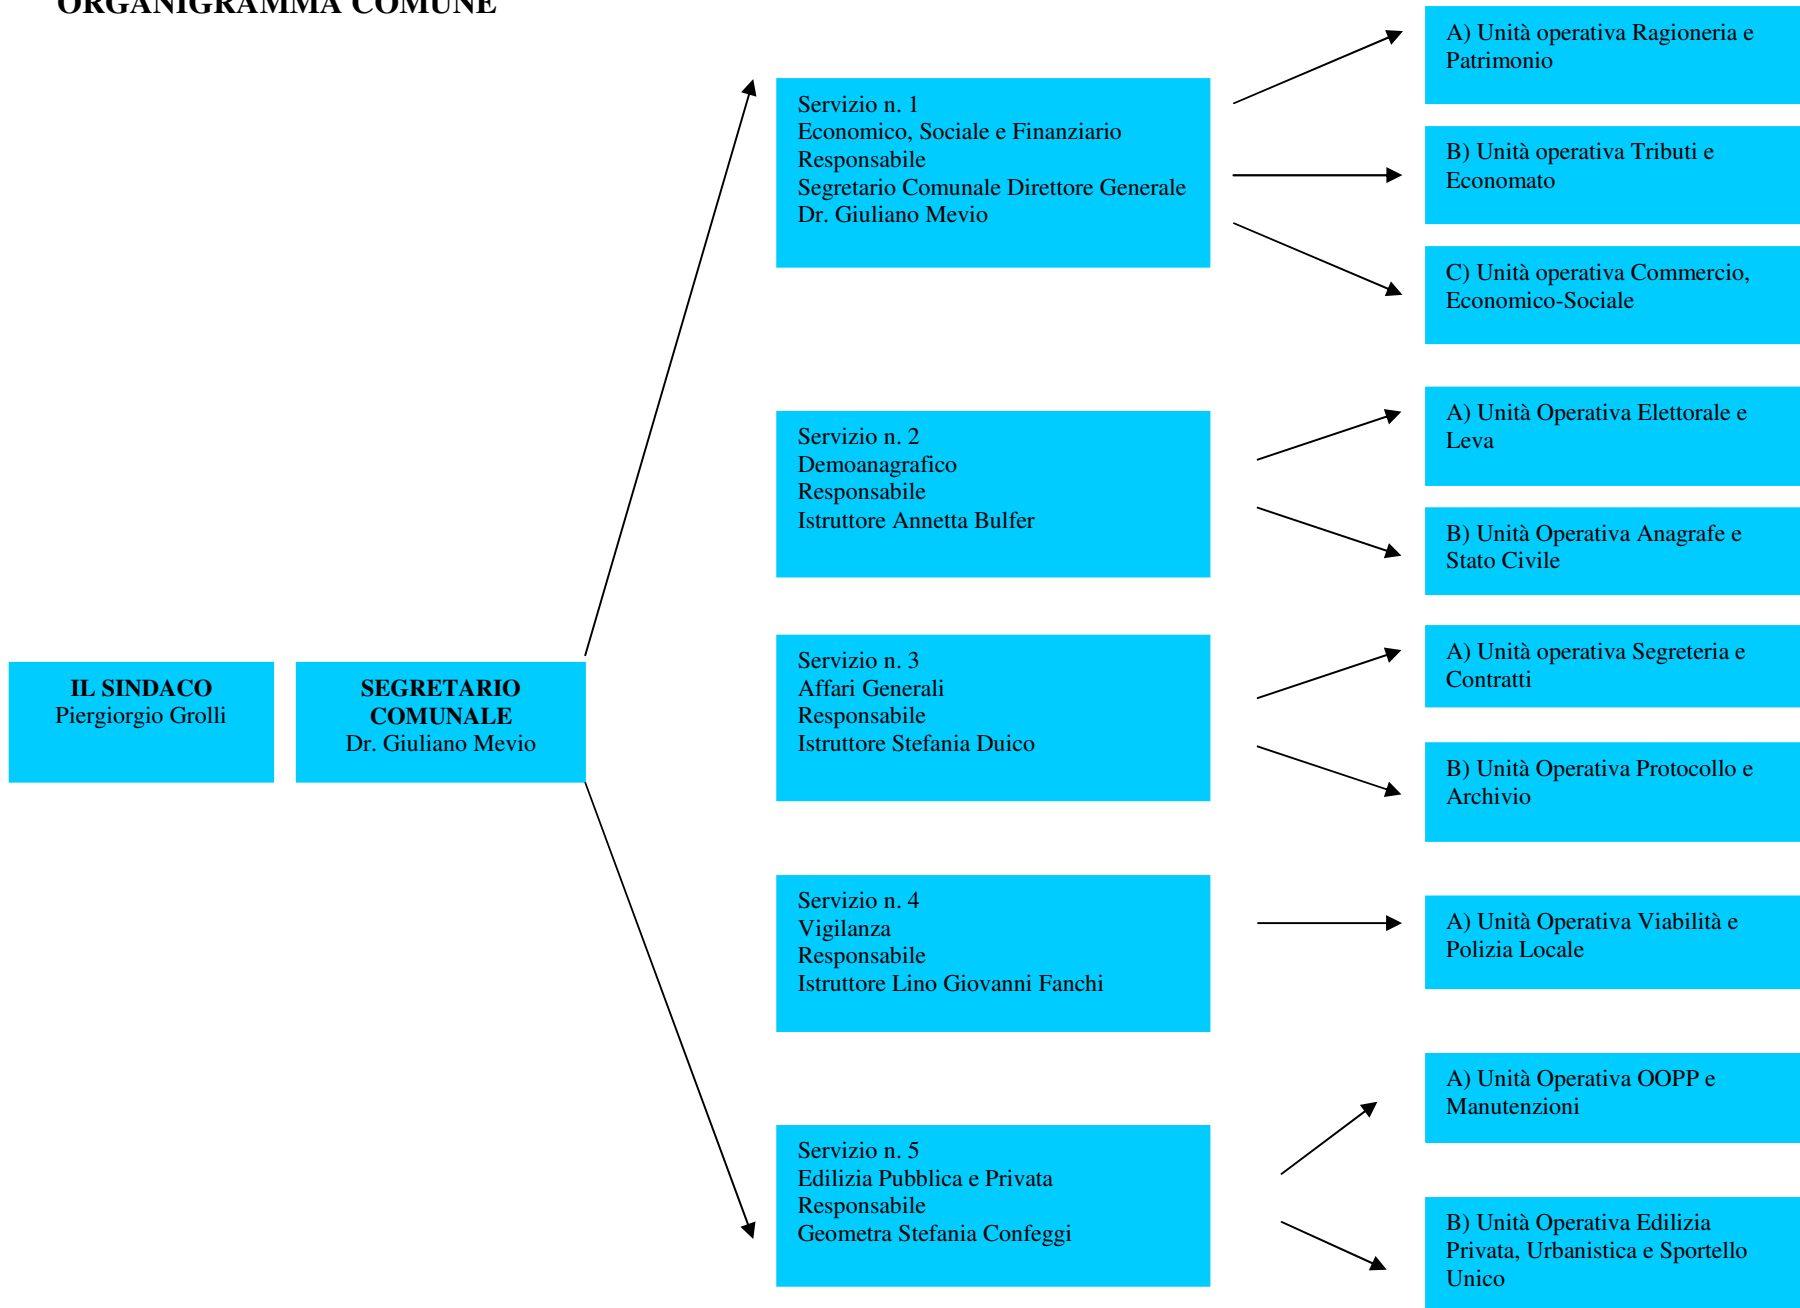 ORGANIGRAMMA COMUNE
IL SINDACO
Piergiorgio Grolli
SEGRETARIO
COMUNALE
Dr. Giuliano Mevio
Servizio n. 1
Economico, Sociale e Finanziario
Responsabile
Segretario Comunale Direttore Generale
Dr. Giuliano Mevio
A) Unità operativa Ragioneria e
Patrimonio
B) Unità operativa Tributi e
Economato
C) Unità operativa Commercio,
Economico-Sociale
Servizio n. 2
Demoanagrafico
Responsabile
Istruttore Annetta Bulfer
A) Unità Operativa Elettorale e
Leva
B) Unità Operativa Anagrafe e
Stato Civile
Servizio n. 3
Affari Generali
Responsabile
Istruttore Stefania Duico
A) Unità operativa Segreteria e
Contratti
B) Unità Operativa Protocollo e
Archivio
Servizio n. 4
Vigilanza
Responsabile
Istruttore Lino Giovanni Fanchi
A) Unità Operativa Viabilità e
Polizia Locale
Servizio n. 5
Edilizia Pubblica e Privata
Responsabile
Geometra Stefania Confeggi
A) Unità Operativa OOPP e
Manutenzioni
B) Unità Operativa Edilizia
Privata, Urbanistica e Sportello
Unico